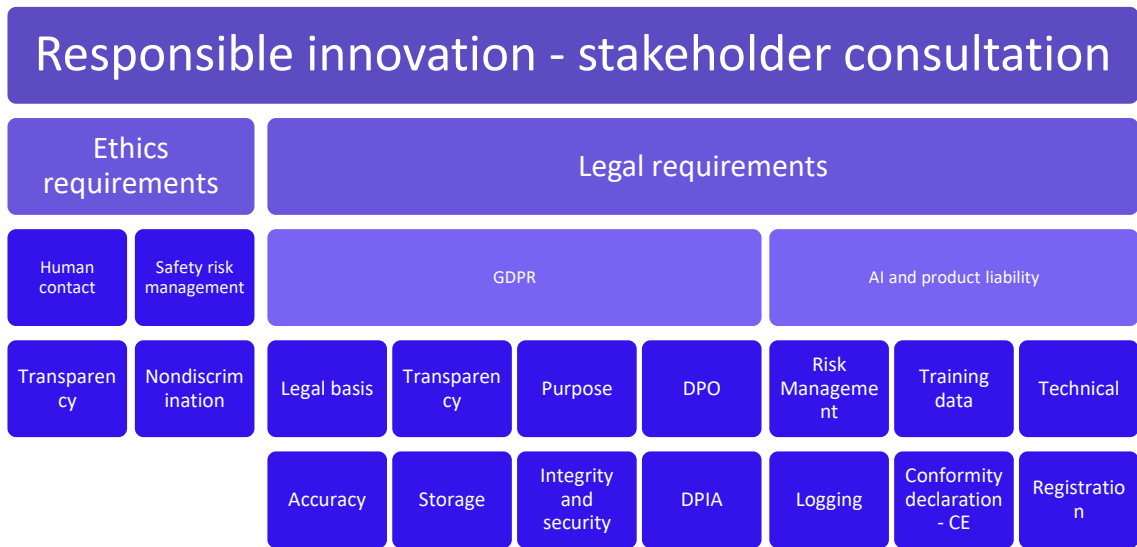 Responsible innovation - stakeholder consultation
Ethics
requirements
Legal requirements
Human
contact
Safety risk
management
GDPR
AI and product liability
Transparen
cy
Nondiscrim
ination
Legal basis
Transparen
cy
Purpose
DPO
Risk
Manageme
nt
Training
data
Technical
Accuracy
Storage
Integrity
and
security
DPIA
Logging
Conformity
declaration
- CE
Registratio
n